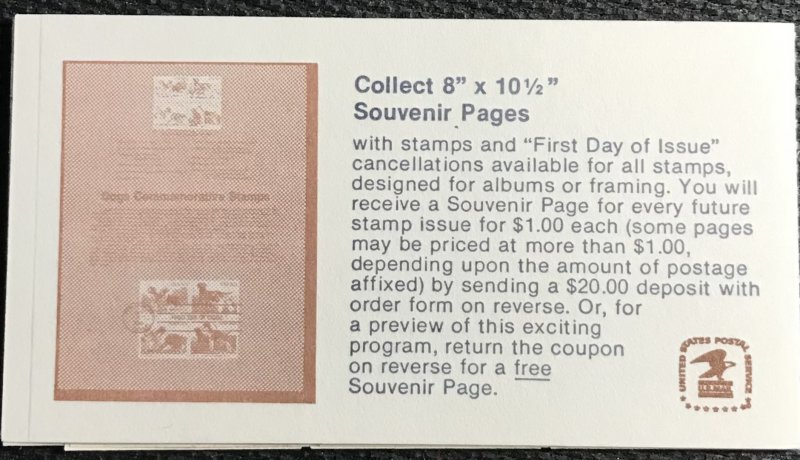 Collect 8" x 10½"
Souvenir Pages
with stamps and "First Day of Issue"
cancellations available for all stamps,
designed for albums or framing. You will
receive a Souvenir Page for every future
stamp issue for $1.00 each (some pages
may be priced at more than $1.00,
depending upon the amount of postage
affixed) by sending a $20.00 deposit with
order form on reverse. Or, for
a preview of this exciting
program, return the coupon
on reverse for a free
Souvenir Page.
Dogs Commemorative Stamps
UNITED STATES POSTAL SERVICE
U.S. MAIL